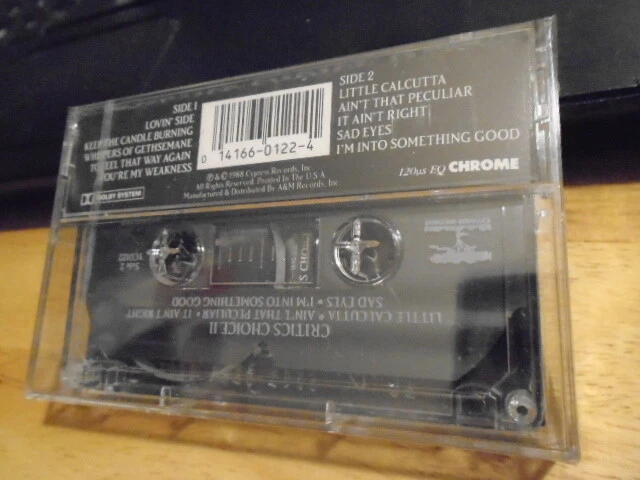 SIDE 1
LOVIN' SIDE
KEEP THE CANDLE BURNING
WHISPERS OF GETHSEMANE
TO FEEL THAT WAY AGAIN
YOU'RE MY WEAKNESS
DOLBY SYSTEM
0 14166-0122-4
℗ & © 1988 Cypress Records, Inc.
All Rights Reserved. Printed In The U S A
Manufactured & Distributed By A&M Records, Inc
SIDE 2
LITTLE CALCUTTA
AIN'T THAT PECULIAR
IT AIN'T RIGHT
SAD EYES
I'M INTO SOMETHING GOOD
120µs EQ CHROME
CRITICS CHOICE II
LITTLE CALCUTTA • AIN'T THAT PECULIAR • IT AIN'T RIGHT
SAD EYES • I'M INTO SOMETHING GOOD
Side 2
S CHO